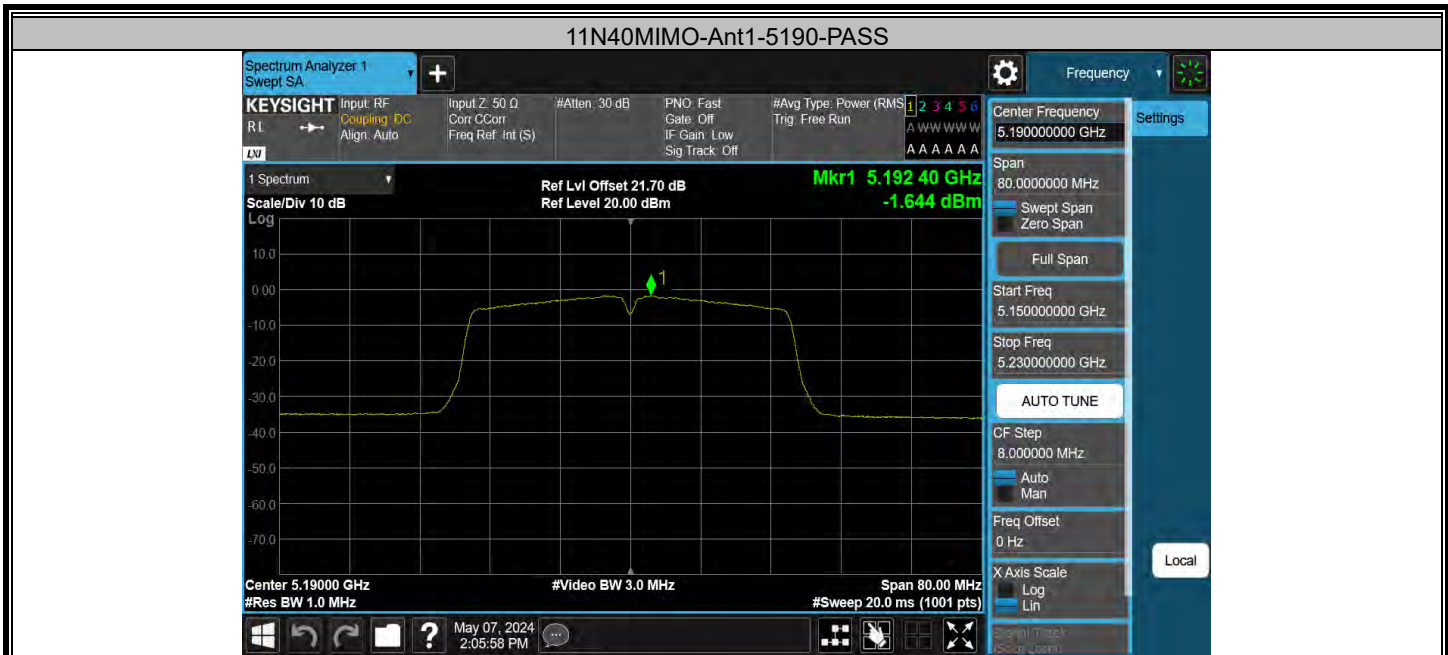 11N40MIMO-Ant1-5190-PASS
Spectrum Analyzer 1
Swept SA
Frequency
KEYSIGHT
RL
LXI
Input: RF
Coupling: DC
Align: Auto
Input Z: 50 Ω
Corr CCorr
Freq Ref: Int (S)
#Atten: 30 dB
PNO: Fast
Gate: Off
IF Gain: Low
Sig Track: Off
#Avg Type: Power (RMS
Trig: Free Run
1 2 3 4 5 6
A W W W W W
A A A A A A
1 Spectrum
Scale/Div 10 dB
Log
Ref Lvl Offset 21.70 dB
Ref Level 20.00 dBm
Mkr1 5.192 40 GHz
-1.644 dBm
10.0
0.00
-10.0
-20.0
-30.0
-40.0
-50.0
-60.0
-70.0
1
Center 5.19000 GHz
#Res BW 1.0 MHz
#Video BW 3.0 MHz
Span 80.00 MHz
#Sweep 20.0 ms (1001 pts)
Center Frequency
5.190000000 GHz
Settings
Span
80.0000000 MHz
Swept Span
Zero Span
Full Span
Start Freq
5.150000000 GHz
Stop Freq
5.230000000 GHz
AUTO TUNE
CF Step
8.000000 MHz
Auto
Man
Freq Offset
0 Hz
X Axis Scale
Log
Lin
Signal Track
(Span Zoom)
Local
?
May 07, 2024
2:05:58 PM